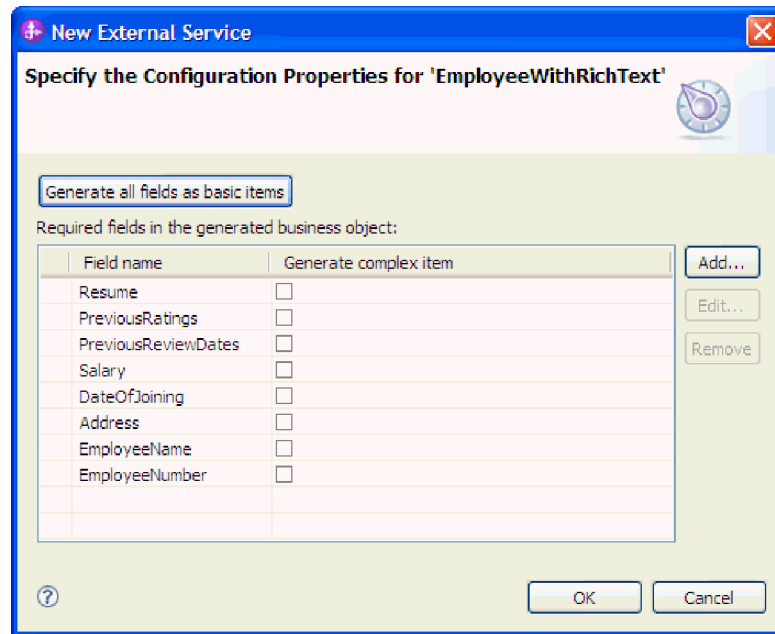 New External Service
Specify the Configuration Properties for 'EmployeeWithRichText'
Generate all fields as basic items
Required fields in the generated business object:
Field name Generate complex item Add...
Resume
Edit...
PreviousRatings
PreviousReviewDates
Remove
Salary
DateOfJoining
Address
EmployeeName
EmployeeNumber
? OK Cancel